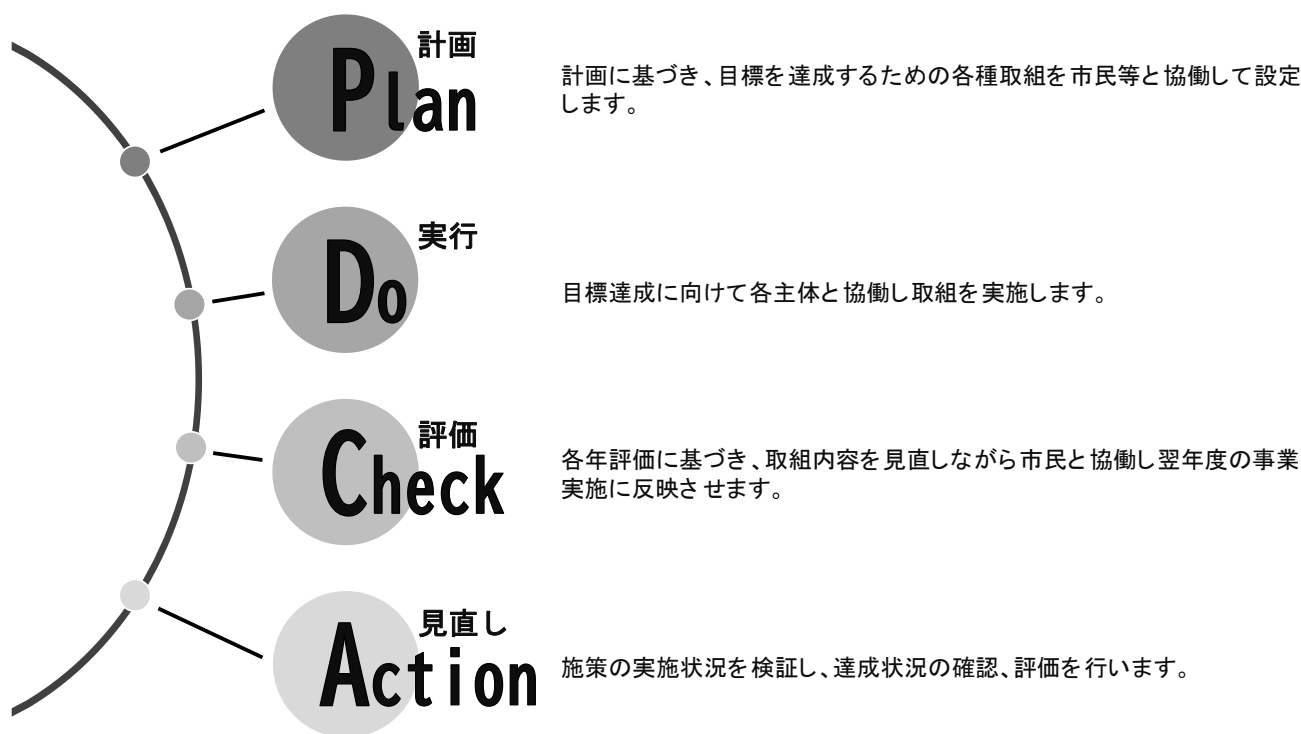 計画
Plan
計画に基づき、目標を達成するための各種取組を市民等と協働して設定
します。
実行
Do
目標達成に向けて各主体と協働し取組を実施します。
評価
Check
各年評価に基づき、取組内容を見直しながら市民と協働し翌年度の事業
実施に反映させます。
見直し
Action
施策の実施状況を検証し、達成状況の確認、評価を行います。